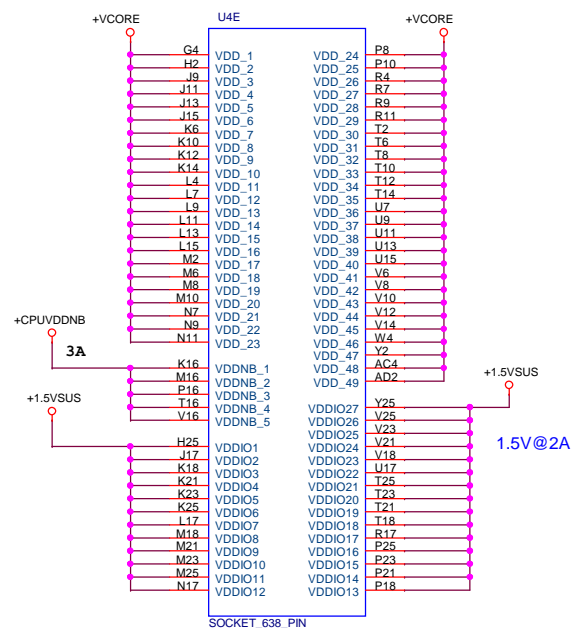 U4E
+VCORE
+VCORE
G4 VDD_1 VDD_24 P8
H2 VDD_2 VDD_25 P10
J9 VDD_3 VDD_26 R4
J11 VDD_4 VDD_27 R7
J13 VDD_5 VDD_28 R9
J15 VDD_6 VDD_29 R11
K6 VDD_7 VDD_30 T2
K10 VDD_8 VDD_31 T6
K12 VDD_9 VDD_32 T8
K14 VDD_10 VDD_33 T10
L4 VDD_11 VDD_34 T12
L7 VDD_12 VDD_35 T14
L9 VDD_13 VDD_36 U7
L11 VDD_14 VDD_37 U9
L13 VDD_15 VDD_38 U11
L15 VDD_16 VDD_39 U13
M2 VDD_17 VDD_40 U15
M6 VDD_18 VDD_41 V6
M8 VDD_19 VDD_42 V8
M10 VDD_20 VDD_43 V10
N7 VDD_21 VDD_44 V12
N9 VDD_22 VDD_45 V14
N11 VDD_23 VDD_46 W4
VDD_47 Y2
VDD_48 AC4
VDD_49 AD2
+CPUVDDNB
3A
K16 VDDNB_1
M16 VDDNB_2
P16 VDDNB_3
T16 VDDNB_4
V16 VDDNB_5
+1.5VSUS
+1.5VSUS
1.5V@2A
VDDIO27 Y25
VDDIO26 V25
VDDIO25 V23
H25 VDDIO1 VDDIO24 V21
J17 VDDIO2 VDDIO23 V18
K18 VDDIO3 VDDIO22 U17
K21 VDDIO4 VDDIO21 T25
K23 VDDIO5 VDDIO20 T23
K25 VDDIO6 VDDIO19 T21
L17 VDDIO7 VDDIO18 T18
M18 VDDIO8 VDDIO17 R17
M21 VDDIO9 VDDIO16 P25
M23 VDDIO10 VDDIO15 P23
M25 VDDIO11 VDDIO14 P21
N17 VDDIO12 VDDIO13 P18
SOCKET_638_PIN